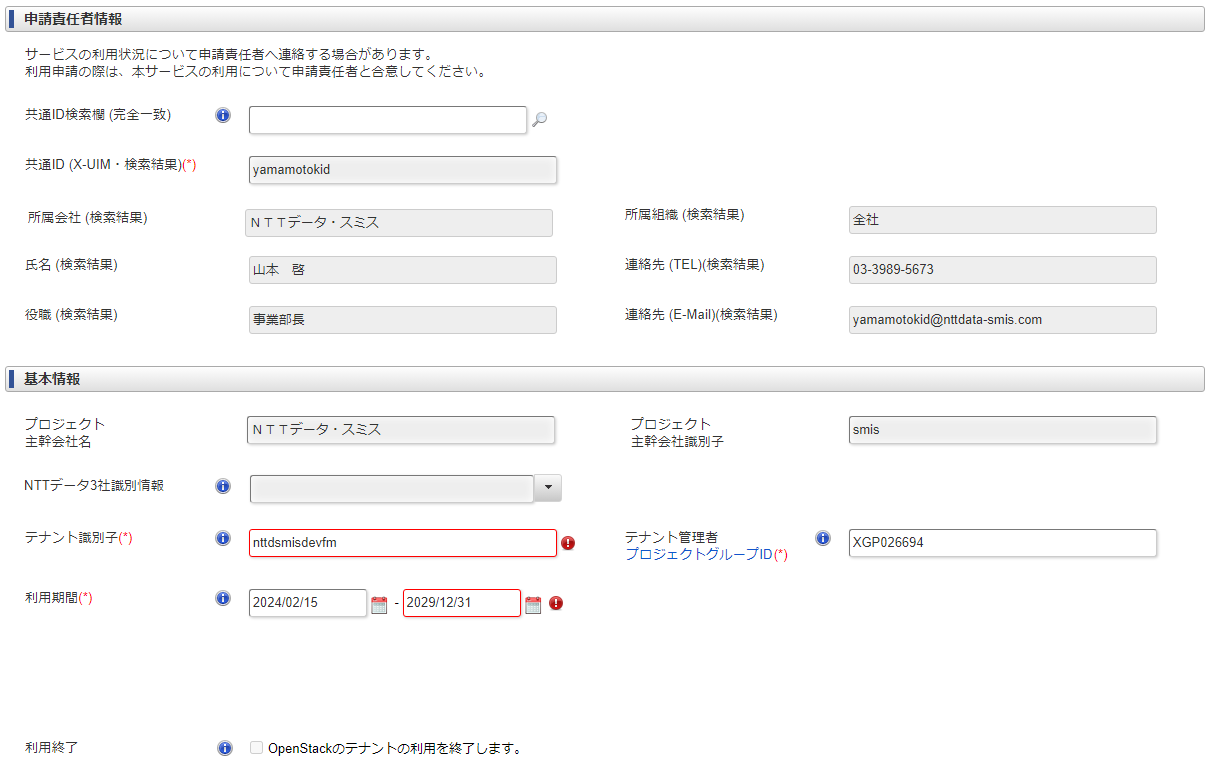 申請責任者情報
サービスの利用状況について申請責任者へ連絡する場合があります。
利用申請の際は、本サービスの利用について申請責任者と合意してください。
共通ID検索欄 (完全一致)
共通ID (X-UIM・検索結果)(*)
yamamotokid
所属会社 (検索結果)
ＮＴＴデータ・スミス
所属組織 (検索結果)
全社
氏名 (検索結果)
山本　啓
連絡先 (TEL)(検索結果)
03-3989-5673
役職 (検索結果)
事業部長
連絡先 (E-Mail)(検索結果)
yamamotokid@nttdata-smis.com
基本情報
プロジェクト
主幹会社名
ＮＴＴデータ・スミス
プロジェクト
主幹会社識別子
smis
NTTデータ3社識別情報
テナント識別子(*)
nttdsmisdevfm
テナント管理者
プロジェクトグループID(*)
XGP026694
利用期間(*)
2024/02/15 - 2029/12/31
利用終了
OpenStackのテナントの利用を終了します。